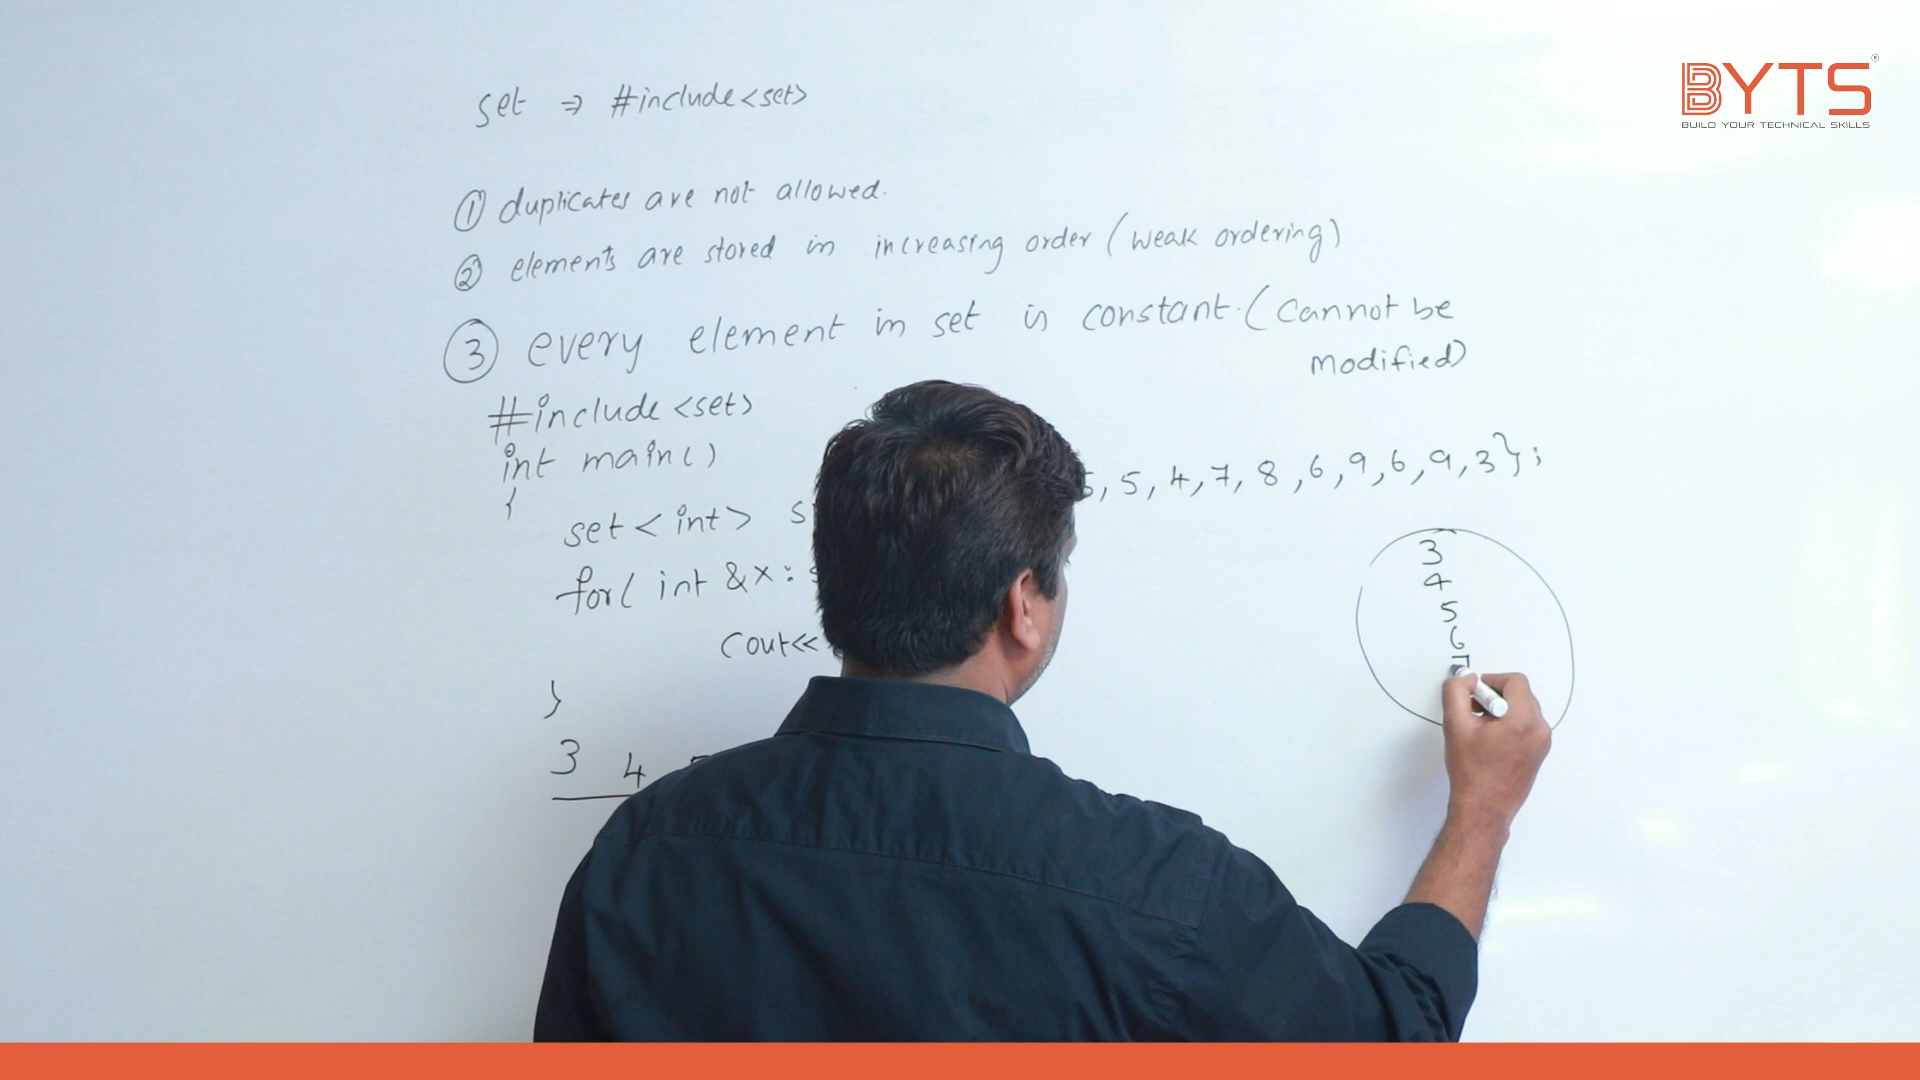 BYTS
BUILD YOUR TECHNICAL SKILLS
set ⇒ #include<set>
① duplicates are not allowed.
② elements are stored in increasing order (weak ordering)
③ every element in set is constant. (cannot be
modified)
#include <set>
int main()
{
set < int > s , 5, 4, 7, 8, 6, 9, 6, 9, 3};
for( int &x :
cout<<
}
3 4
3
4
5
6
7